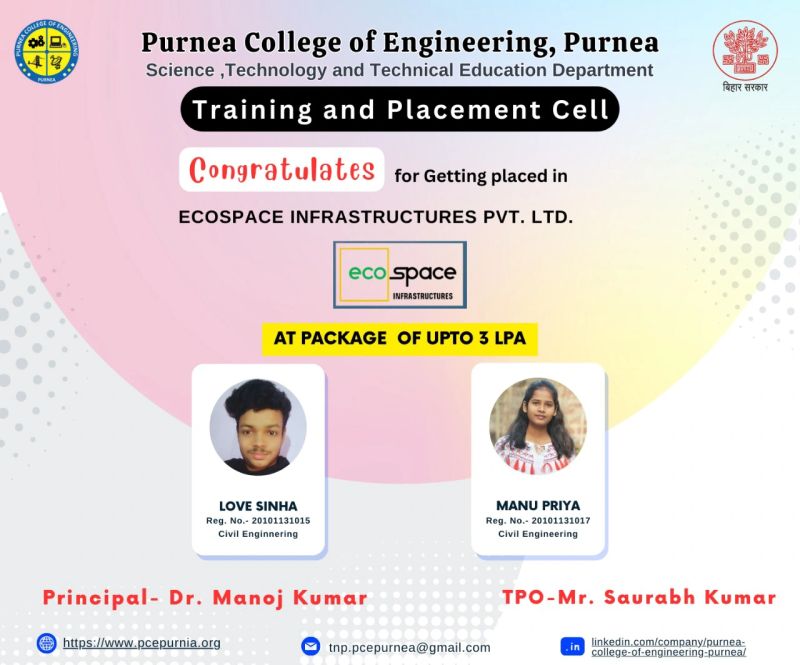 PURNEA COLLEGE OF ENGINEERING
PURNEA
Purnea College of Engineering, Purnea
Science ,Technology and Technical Education Department
Training and Placement Cell
बिहार सरकार
Congratulates for Getting placed in
ECOSPACE INFRASTRUCTURES PVT. LTD.
eco space
INFRASTRUCTURES
AT PACKAGE OF UPTO 3 LPA
LOVE SINHA
Reg. No.- 20101131015
Civil Enginnering
MANU PRIYA
Reg. No.- 20101131017
Civil Engineering
Principal- Dr. Manoj Kumar
TPO-Mr. Saurabh Kumar
https://www.pcepurnia.org
tnp.pcepurnea@gmail.com
in
linkedin.com/company/purnea-
college-of-engineering-purnea/